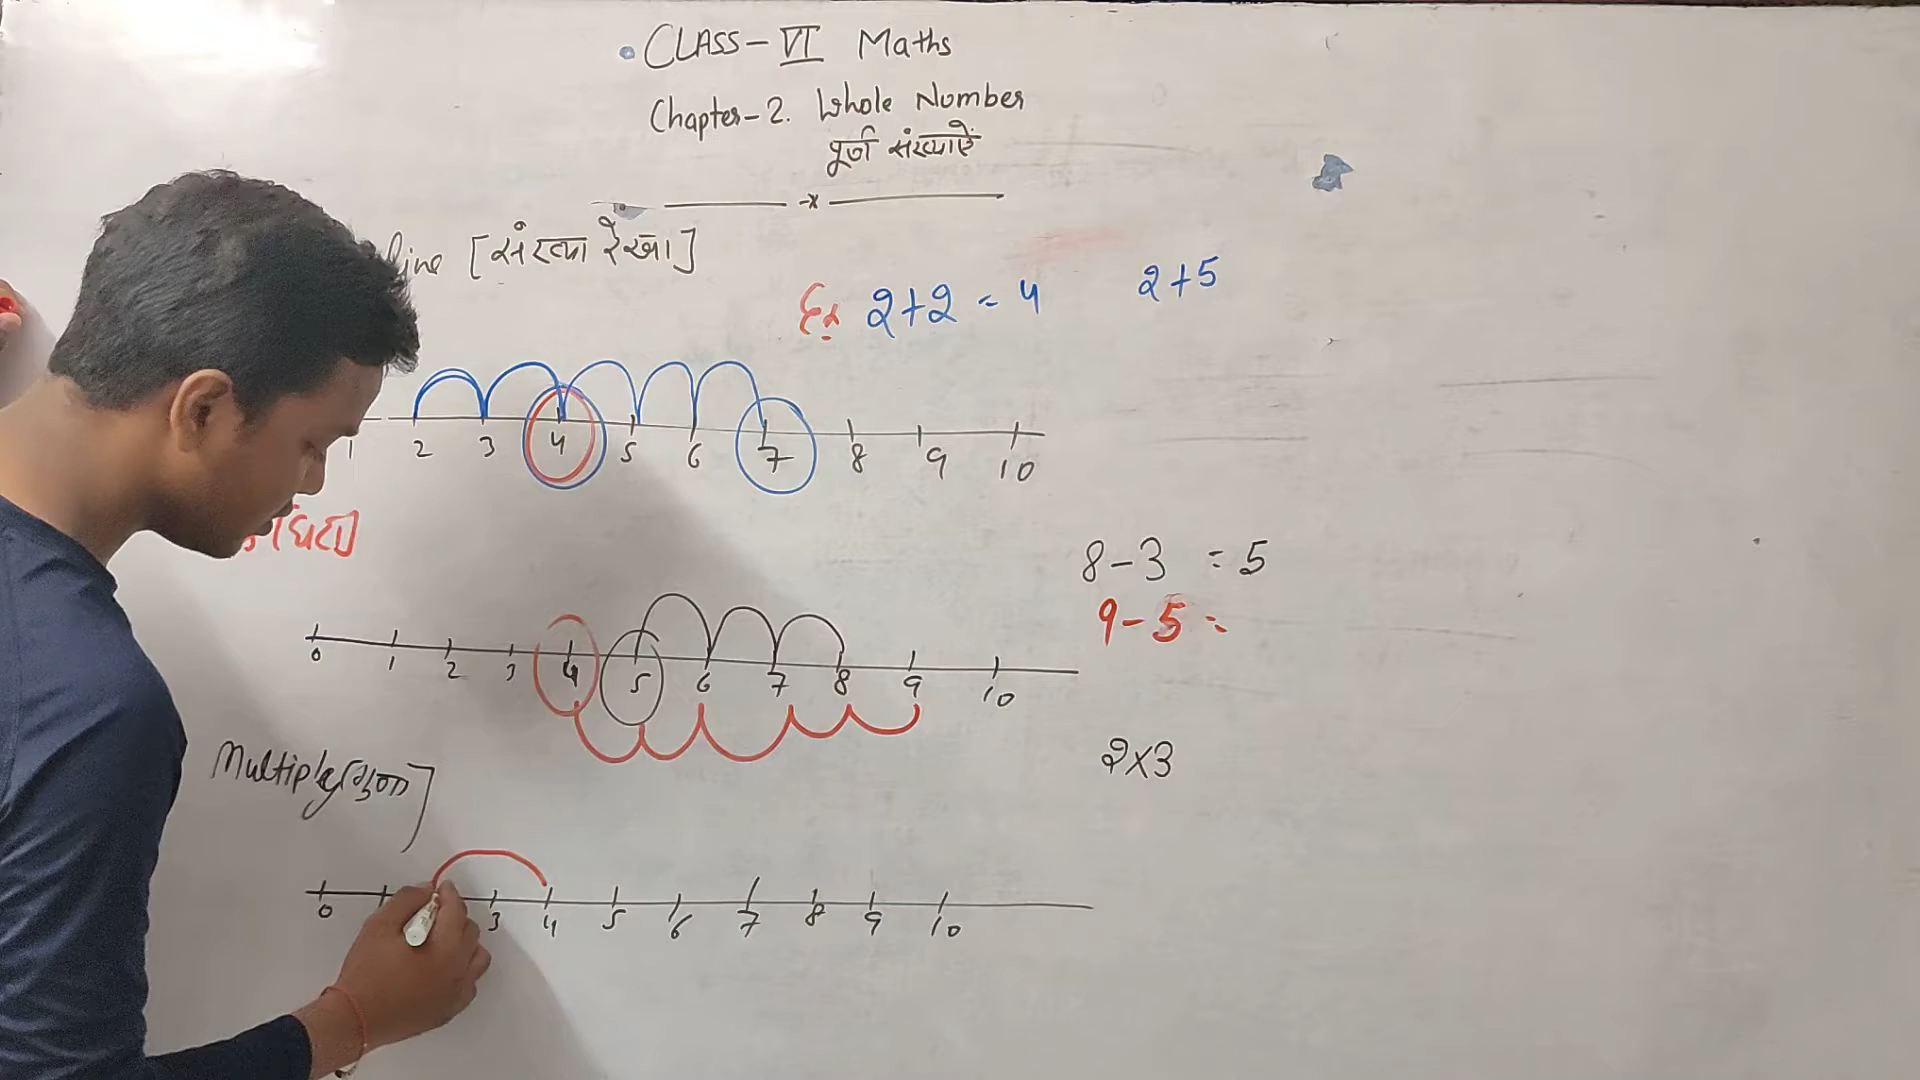 CLASS-VI Maths
Chapter-2. Whole Number
पूर्ण संख्याऐं
line [संख्या रेखा]
Ex 2+2 = 4 2+5
1 2 3 4 5 6 7 8 9 10
[घटा]
8-3 = 5
9-5 =
0 1 2 3 4 5 6 7 8 9 10
Multiply[गुणा]
2x3
0 3 4 5 6 7 8 9 10